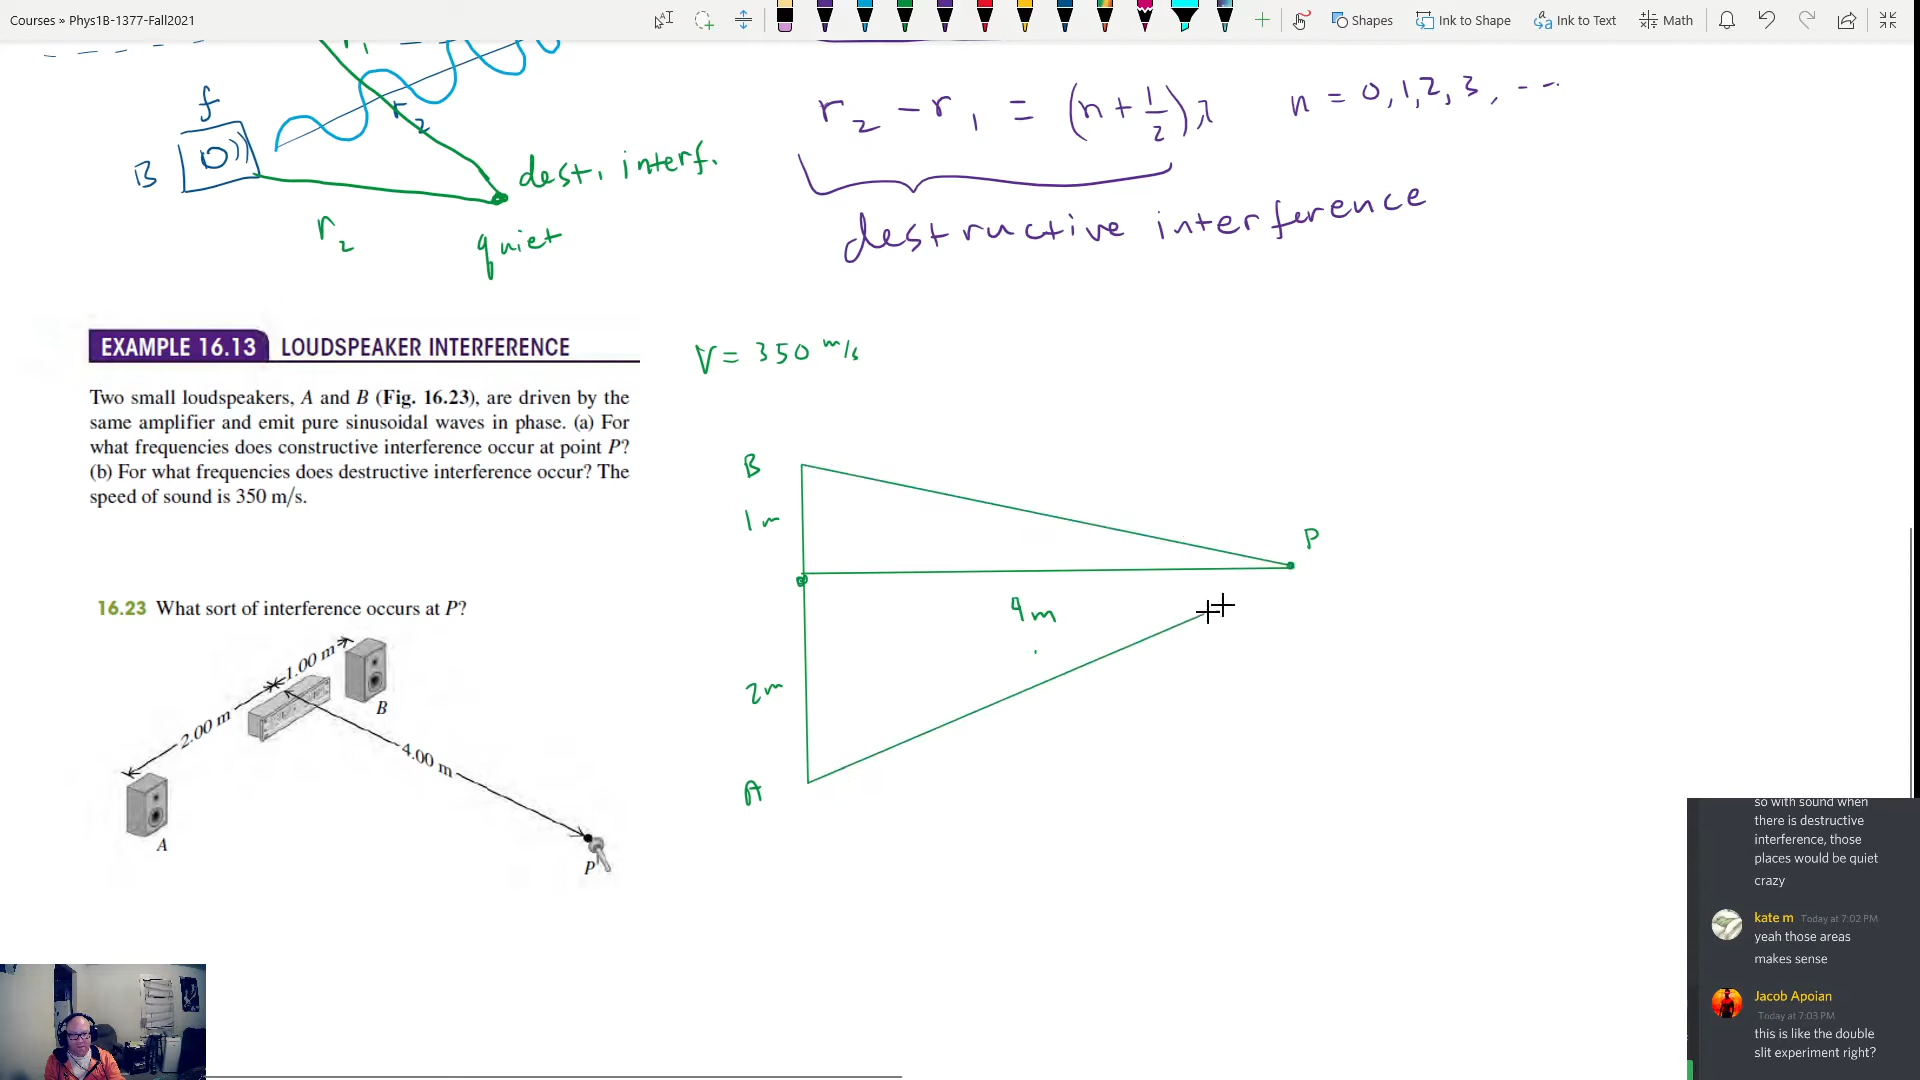 Courses » Phys1B-1377-Fall2021
Shapes
Ink to Shape
Ink to Text
Math
f
B
r₂
r₂
quiet
dest. interf.
r₂ - r₁ = (n + 1/2) λ n = 0, 1, 2, 3, ...
destructive interference
EXAMPLE 16.13 LOUDSPEAKER INTERFERENCE
Two small loudspeakers, A and B (Fig. 16.23), are driven by the
same amplifier and emit pure sinusoidal waves in phase. (a) For
what frequencies does constructive interference occur at point P?
(b) For what frequencies does destructive interference occur? The
speed of sound is 350 m/s.
16.23 What sort of interference occurs at P?
1.00 m
B
2.00 m
4.00 m
A
P
V = 350 m/s
B
1m
P
4m
2m
A
so with sound when
there is destructive
interference, those
places would be quiet
crazy
kate m Today at 7:02 PM
yeah those areas
makes sense
Jacob Apoian
Today at 7:03 PM
this is like the double
slit experiment right?